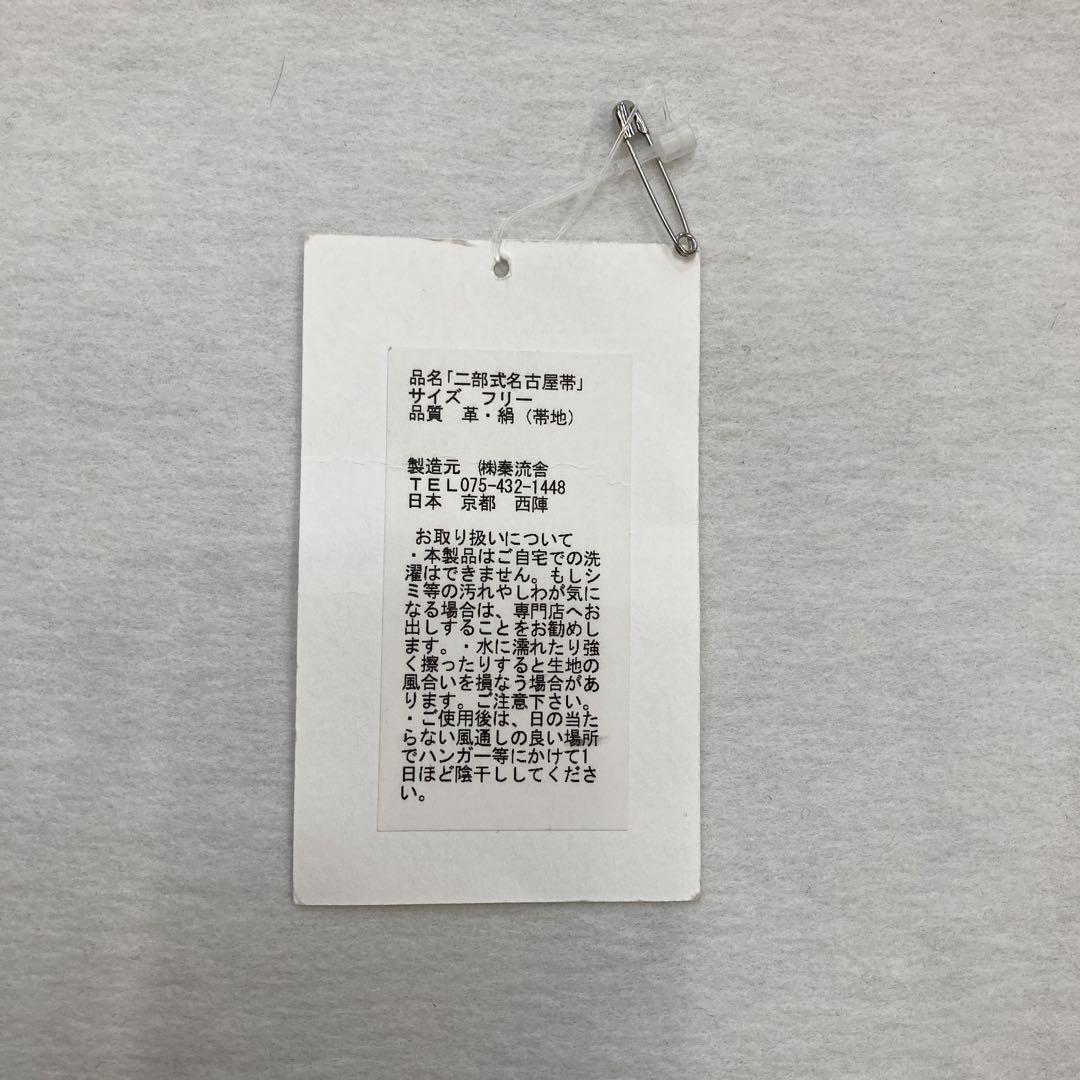 品名「二部式名古屋帯」
サイズ　フリー
品質　革・絹（帯地）
製造元　㈱秦流舎
ＴＥＬ075-432-1448
日本　京都　西陣
お取り扱いについて
・本製品はご自宅での洗
濯はできません。もしシ
ミ等の汚れやしわが気に
なる場合は、専門店へお
出しすることをお勧めし
ます。・水に濡れたり強
く擦ったりすると生地の
風合いを損なう場合があ
ります。ご注意下さい。
・ご使用後は、日の当た
らない風通しの良い場所
でハンガー等にかけて1
日ほど陰干ししてくださ
い。